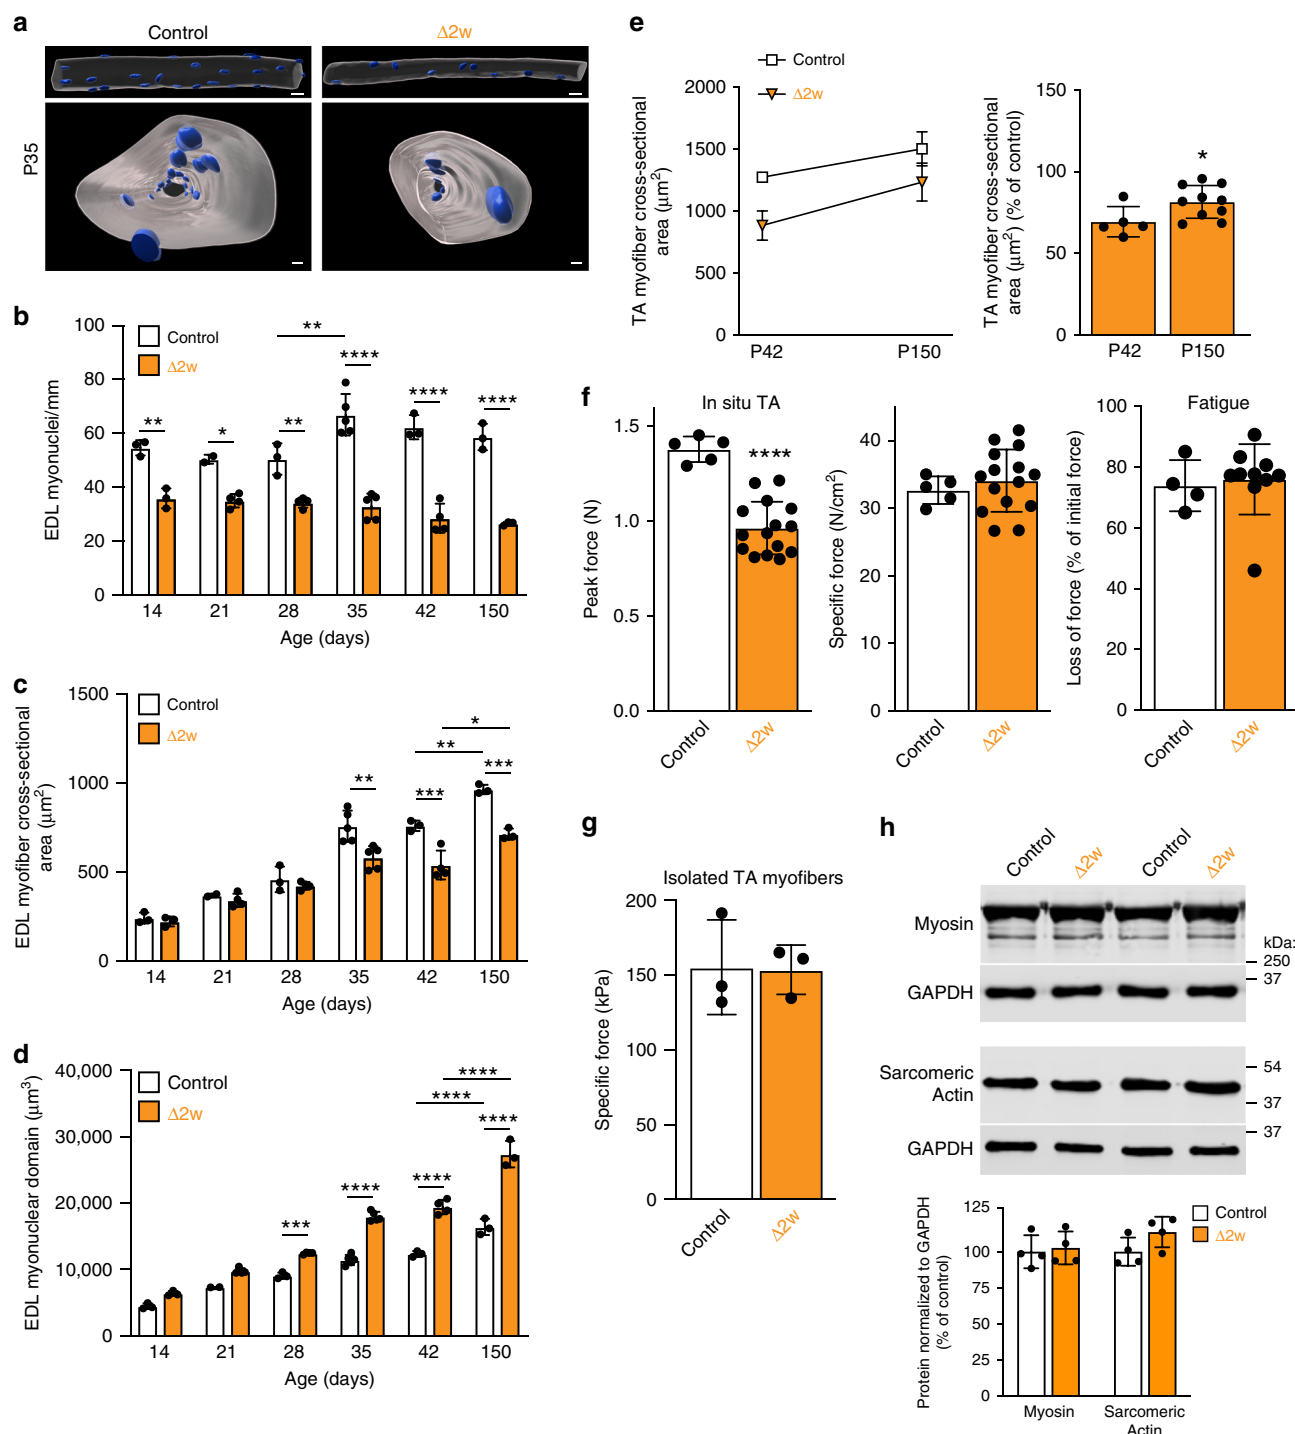 a
Control
Δ2w
P35
b
EDL myonuclei/mm
100
80
60
40
20
0
Control
Δ2w
**
*
**
**
****
****
****
14 21 28 35 42 150
Age (days)
c
EDL myofiber cross-sectional
area (μm²)
1500
1000
500
0
Control
Δ2w
**
***
**
*
***
14 21 28 35 42 150
Age (days)
d
EDL myonuclear domain (μm³)
40,000
30,000
20,000
10,000
0
Control
Δ2w
***
****
****
****
****
****
14 21 28 35 42 150
Age (days)
e
Control
Δ2w
TA myofiber cross-sectional
area (μm²)
2000
1500
1000
500
0
P42 P150
TA myofiber cross-sectional
area (μm²) (% of control)
150
100
50
0
*
P42 P150
f
In situ TA
Peak force (N)
1.5
1.0
0.5
0.0
****
Control Δ2w
Specific force (N/cm²)
40
30
20
10
0
Control Δ2w
Fatigue
Loss of force (% of initial force)
100
80
60
40
20
0
Control Δ2w
g
Isolated TA myofibers
Specific force (kPa)
200
150
100
50
0
Control Δ2w
h
Control Δ2w Control Δ2w
Myosin
kDa:
250
37
GAPDH
Sarcomeric
Actin
54
37
37
GAPDH
Protein normalized to GAPDH
(% of control)
125
100
75
50
25
0
Control
Δ2w
Myosin Sarcomeric
Actin